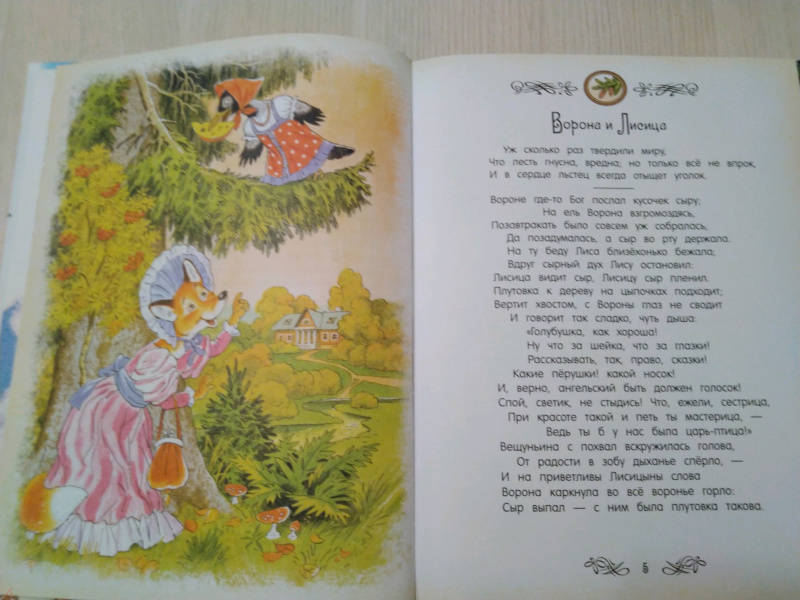 Ворона и Лисица
Уж сколько раз твердили миру,
Что лесть гнусна, вредна; но только всё не впрок,
И в сердце льстец всегда отыщет уголок.
Вороне где-то Бог послал кусочек сыру;
На ель Ворона взгромоздясь,
Позавтракать было совсем уж собралась,
Да позадумалась, а сыр во рту держала.
На ту беду Лиса близёхонько бежала;
Вдруг сырный дух Лису остановил:
Лисица видит сыр, Лисицу сыр пленил.
Плутовка к дереву на цыпочках подходит;
Вертит хвостом, с Вороны глаз не сводит
И говорит так сладко, чуть дыша:
«Голубушка, как хороша!
Ну что за шейка, что за глазки!
Рассказывать, так, право, сказки!
Какие пёрушки! какой носок!
И, верно, ангельский быть должен голосок!
Спой, светик, не стыдись! Что, ежели, сестрица,
При красоте такой и петь ты мастерица, —
Ведь ты б у нас была царь-птица!»
Вещуньина с похвал вскружилась голова,
От радости в зобу дыханье спёрло, —
И на приветливы Лисицыны слова
Ворона каркнула во всё воронье горло:
Сыр выпал — с ним была плутовка такова.
5